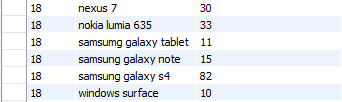 18 nexus 7 30
18 nokia lumia 635 33
18 samsumg galaxy tablet 11
18 samsung galaxy note 15
18 samsung galaxy s4 82
18 windows surface 10